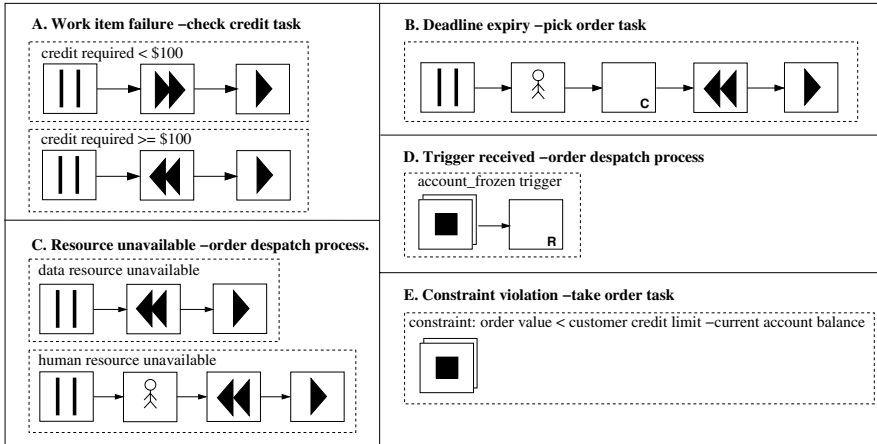 A. Work item failure –check credit task
credit required < $100
credit required >= $100
C. Resource unavailable –order despatch process.
data resource unavailable
human resource unavailable
B. Deadline expiry –pick order task
C
D. Trigger received –order despatch process
account_frozen trigger
R
E. Constraint violation –take order task
constraint: order value < customer credit limit –current account balance